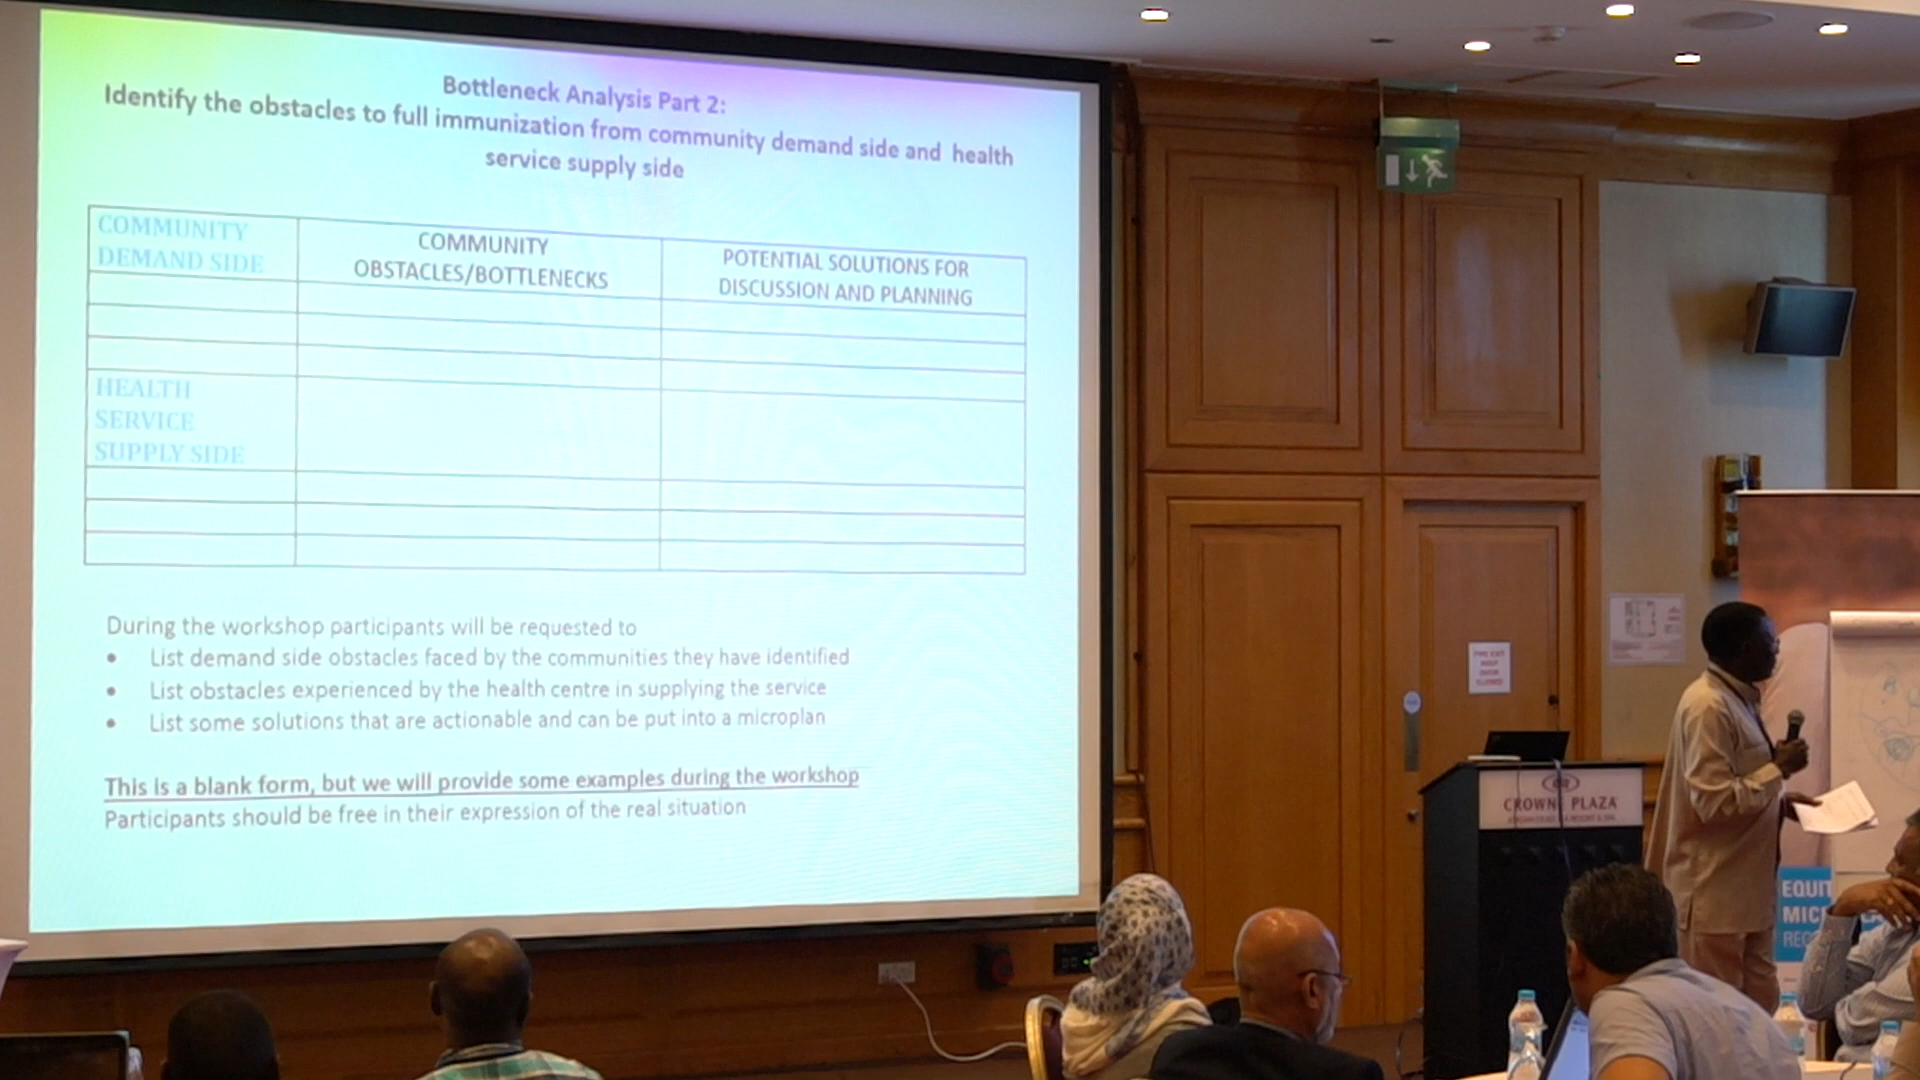 Bottleneck Analysis Part 2:
Identify the obstacles to full immunization from community demand side and health
service supply side
COMMUNITY
DEMAND SIDE
COMMUNITY
OBSTACLES/BOTTLENECKS
POTENTIAL SOLUTIONS FOR
DISCUSSION AND PLANNING
HEALTH
SERVICE
SUPPLY SIDE
During the workshop participants will be requested to
• List demand side obstacles faced by the communities they have identified
• List obstacles experienced by the health centre in supplying the service
• List some solutions that are actionable and can be put into a microplan
This is a blank form, but we will provide some examples during the workshop
Participants should be free in their expression of the real situation
CROWNE PLAZA
EQUIT
MIC
REC